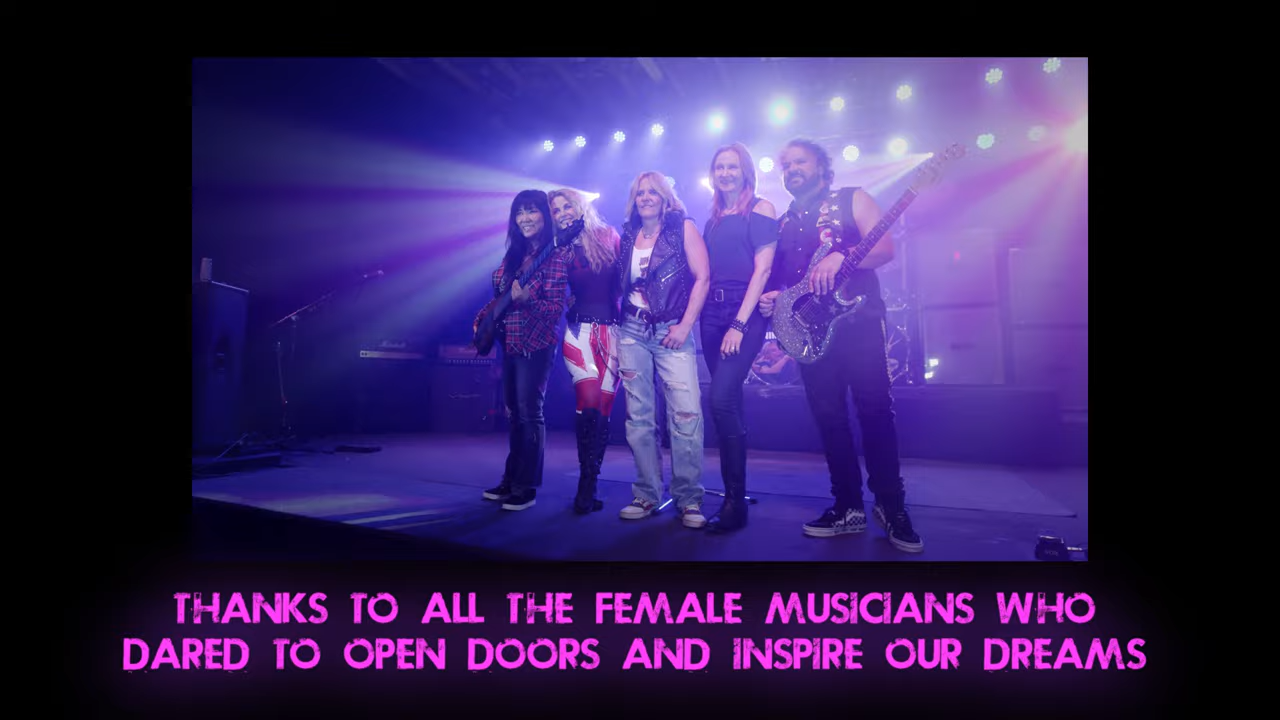 THANKS TO ALL THE FEMALE MUSICIANS WHO
DARED TO OPEN DOORS AND INSPIRE OUR DREAMS